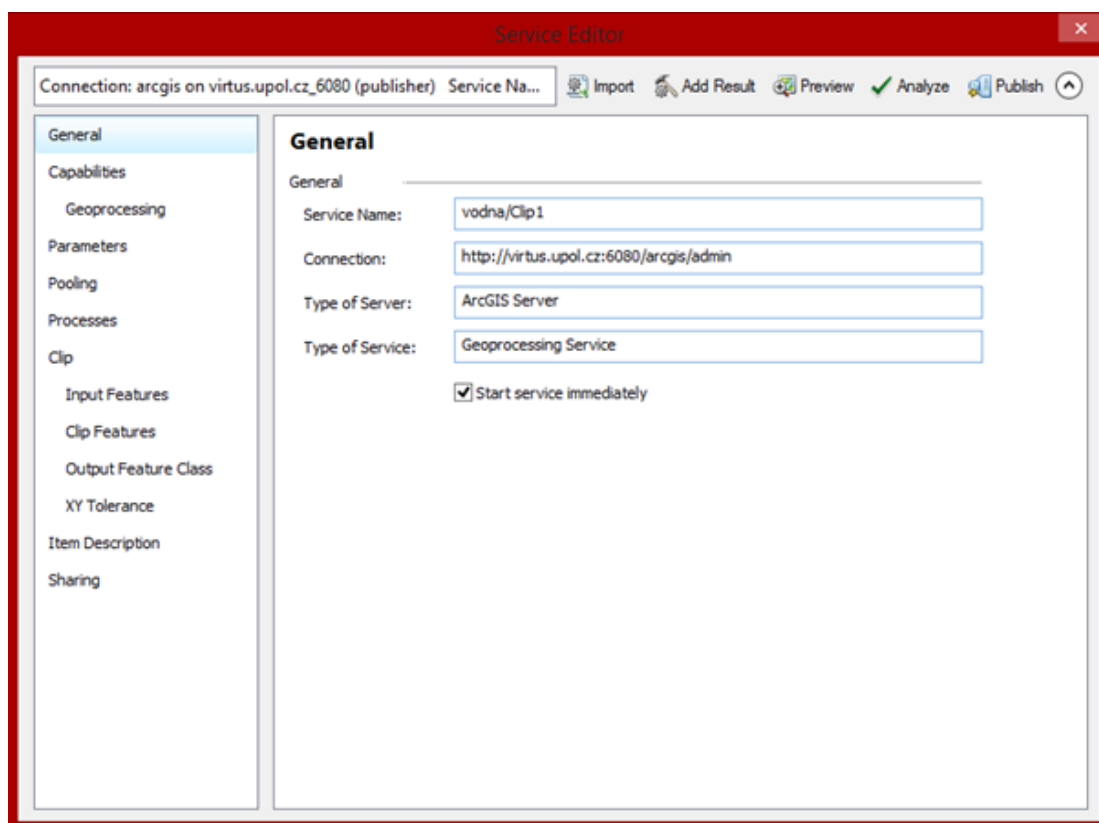 Service Editor
Connection: arcgis on virtus.upol.cz_6080 (publisher) Service Na... Import Add Result Preview Analyze Publish
General
Capabilities
Geoprocessing
Parameters
Pooling
Processes
Clip
Input Features
Clip Features
Output Feature Class
XY Tolerance
Item Description
Sharing
General
General
Service Name: vodna/Clip1
Connection: http://virtus.upol.cz:6080/arcgis/admin
Type of Server: ArcGIS Server
Type of Service: Geoprocessing Service
Start service immediately